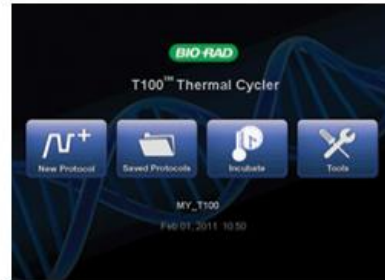 BIO-RAD
T100™ Thermal Cycler
New Protocol Saved Protocols Incubate Tools
MY_T100
Feb 01, 2011 10:50